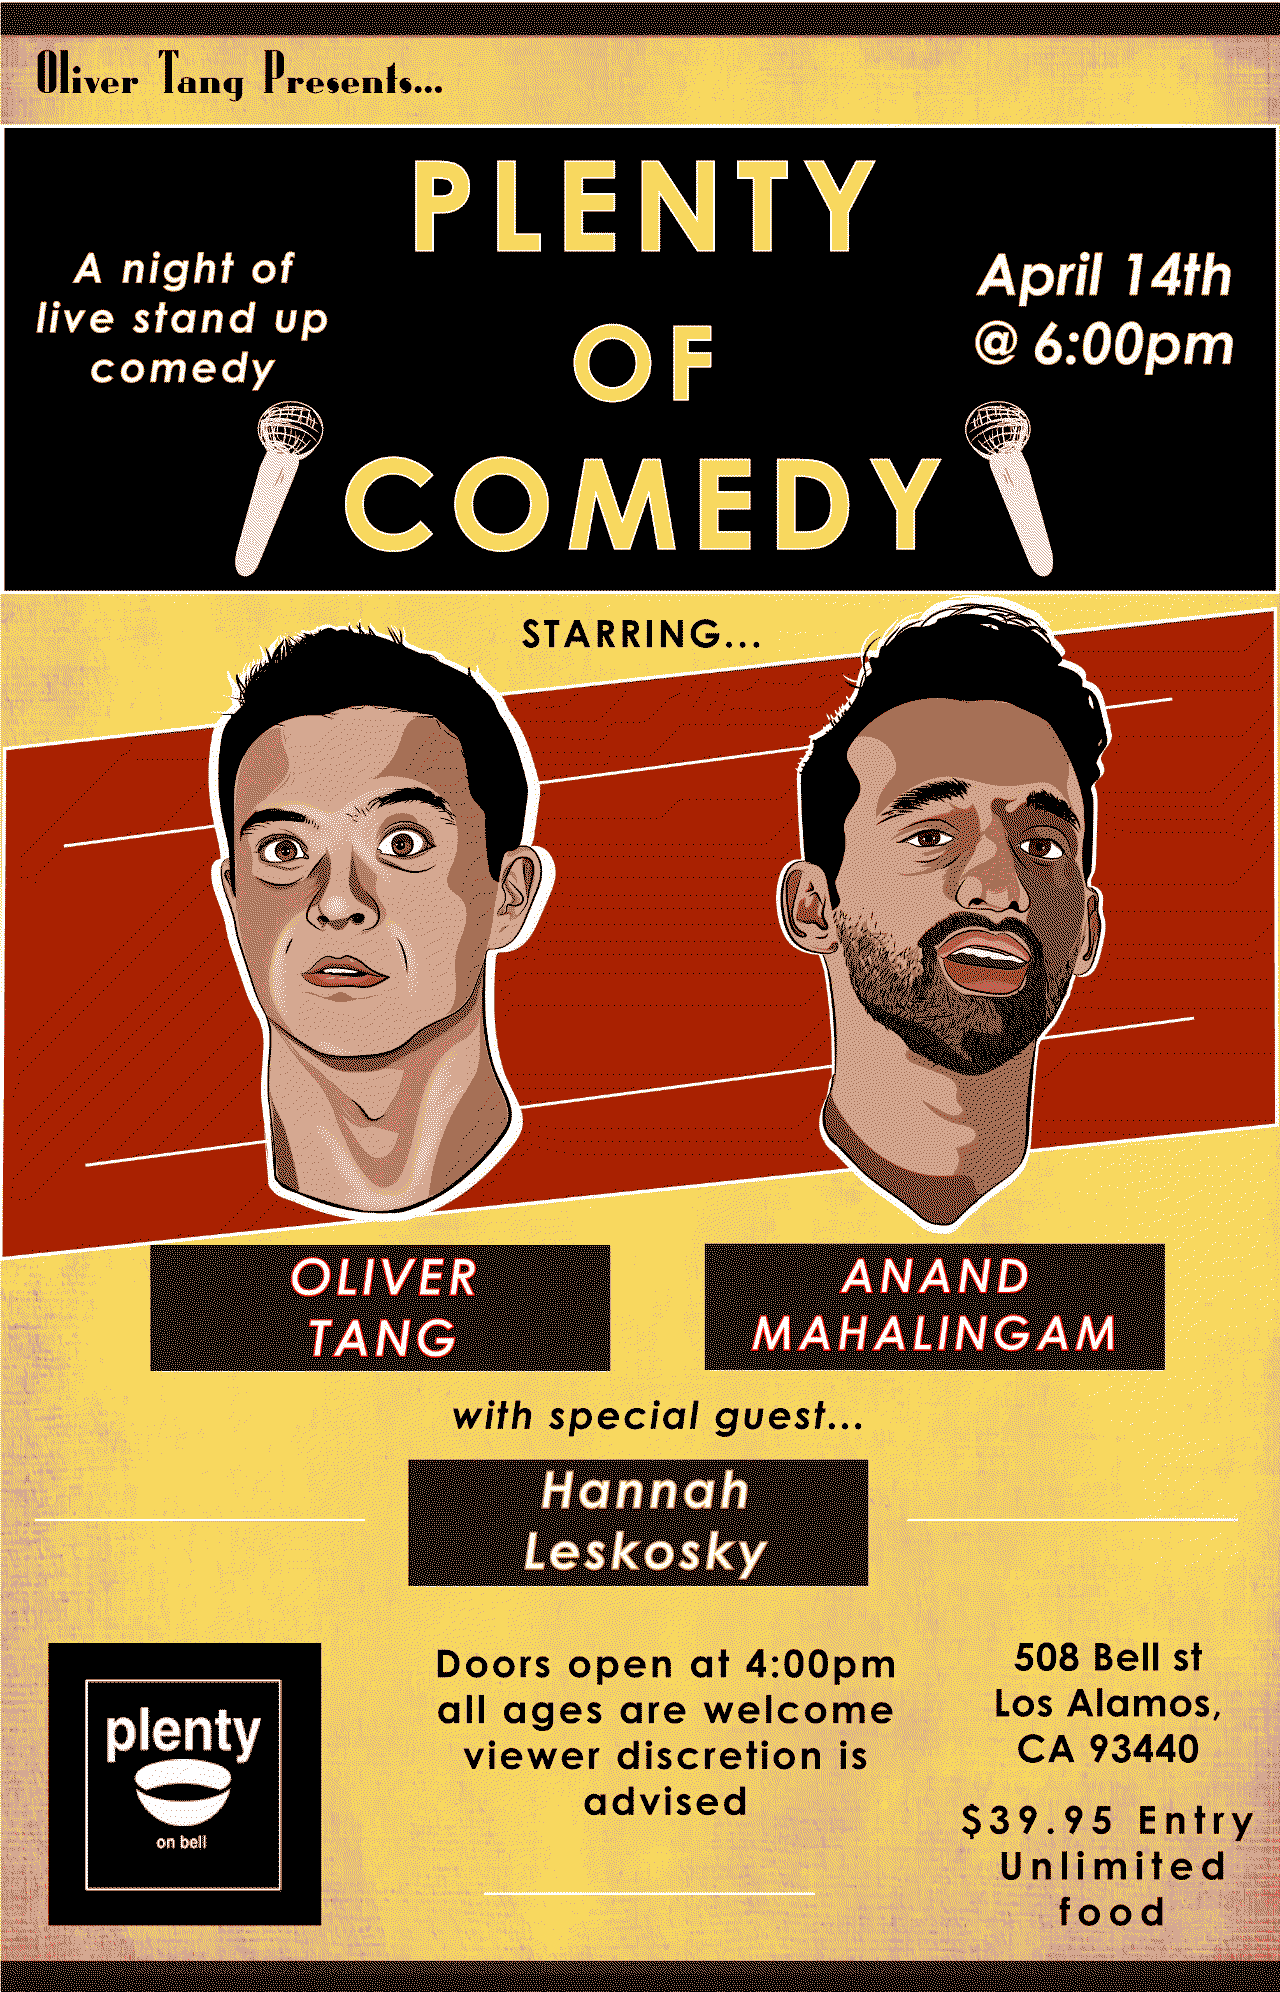 Oliver Tang Presents...
PLENTY
OF
COMEDY
A night of
live stand up
comedy
April 14th
@ 6:00pm
STARRING...
OLIVER
TANG
ANAND
MAHALINGAM
with special guest...
Hannah
Leskosky
plenty
on bell
Doors open at 4:00pm
all ages are welcome
viewer discretion is
advised
508 Bell st
Los Alamos,
CA 93440
$39.95 Entry
Unlimited
food